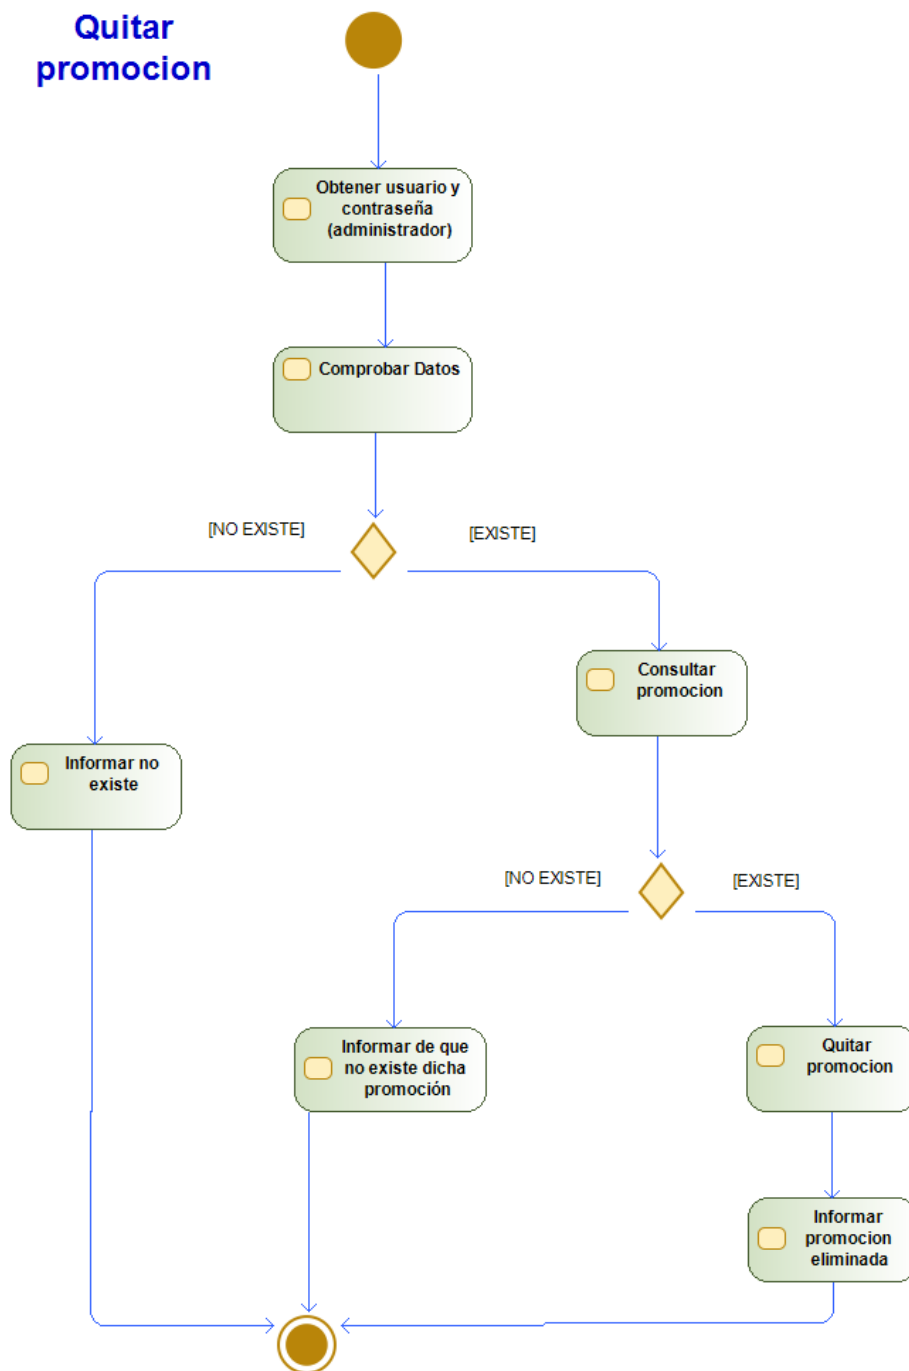 Quitar
promocion
Obtener usuario y
contraseña
(administrador)
Comprobar Datos
[NO EXISTE]
[EXISTE]
Consultar
promocion
Informar no
existe
[NO EXISTE]
[EXISTE]
Informar de que
no existe dicha
promoción
Quitar
promocion
Informar
promocion
eliminada